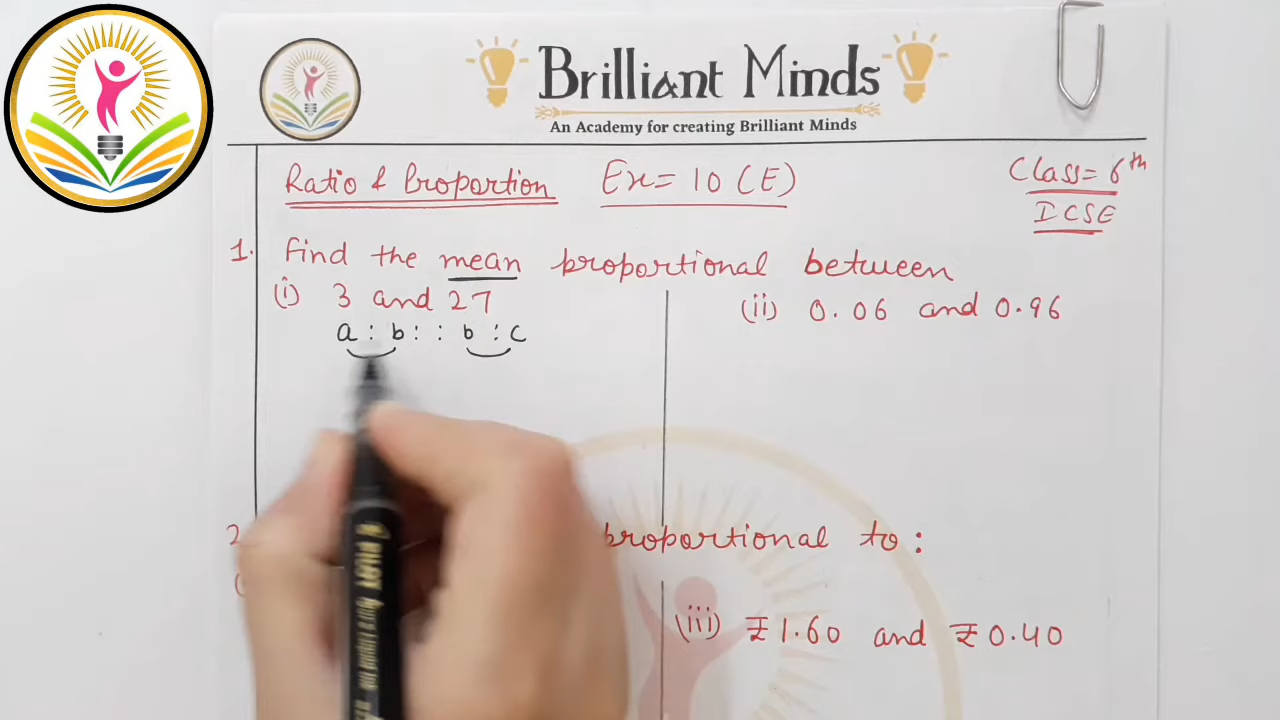 Brilliant Minds
An Academy for creating Brilliant Minds
Ratio & Proportion Ex= 10 (E)
Class= 6th
ICSE
1. Find the mean proportional between
(i) 3 and 27
(ii) 0.06 and 0.96
a : b : : b : c
2. proportional to:
(iii) ₹1.60 and ₹0.40
PILOT